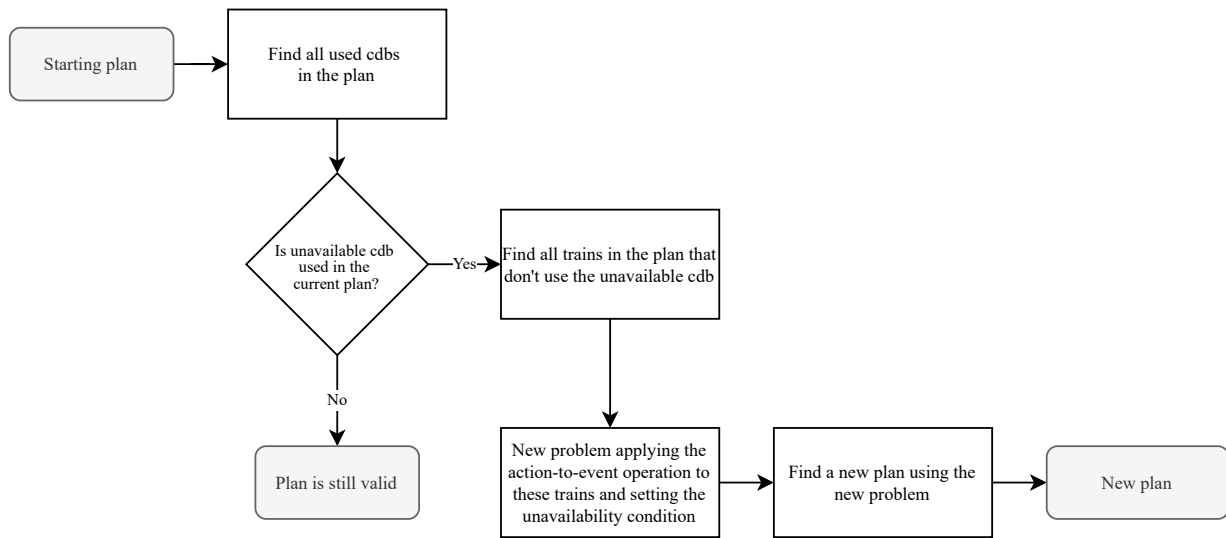 Starting plan
Find all used cdbs
in the plan
Is unavailable cdb
used in the
current plan?
Yes
Find all trains in the plan that
don't use the unavailable cdb
No
Plan is still valid
New problem applying the
action-to-event operation to
these trains and setting the
unavailability condition
Find a new plan using the
new problem
New plan